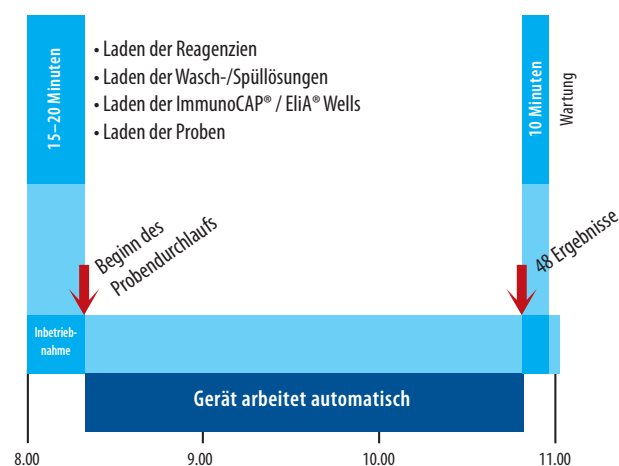 15–20 Minuten
• Laden der Reagenzien
• Laden der Wasch-/Spüllösungen
• Laden der ImmunoCAP® / EliA® Wells
• Laden der Proben
10 Minuten
Wartung
Beginn des
Probendurchlaufs
48 Ergebnisse
Inbetrieb-
nahme
Gerät arbeitet automatisch
8.00 9.00 10.00 11.00